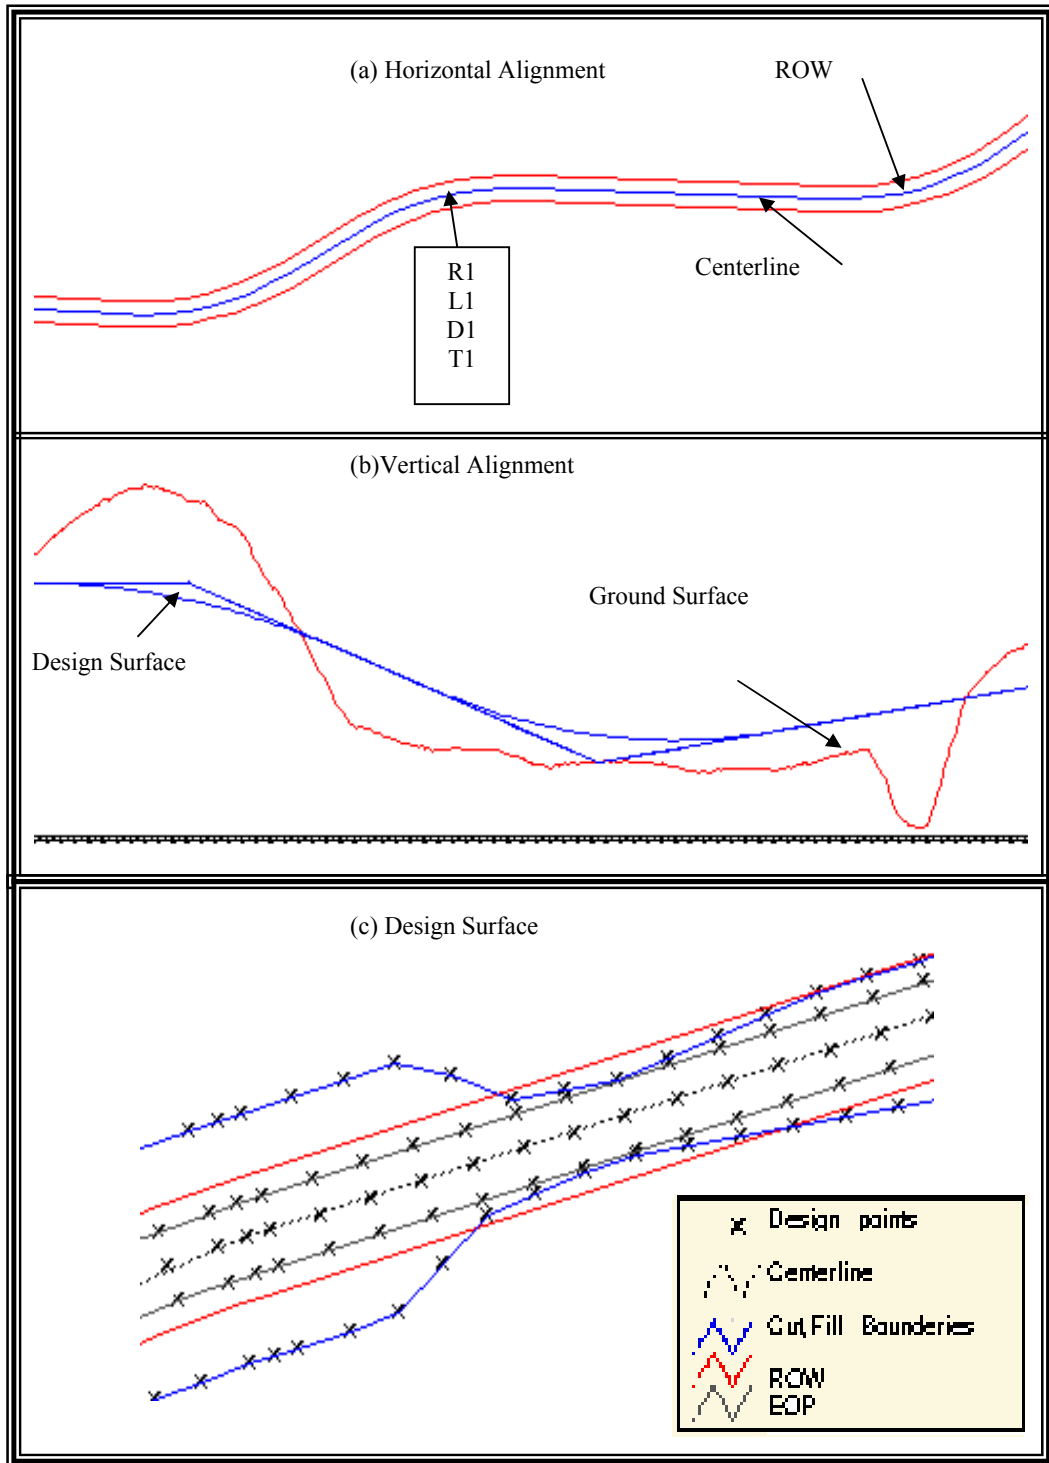 (a) Horizontal Alignment
ROW
Centerline
R1
L1
D1
T1
(b)Vertical Alignment
Ground Surface
Design Surface
(c) Design Surface
Design points
Centerline
Cut,Fill Bounderies
ROW
EOP